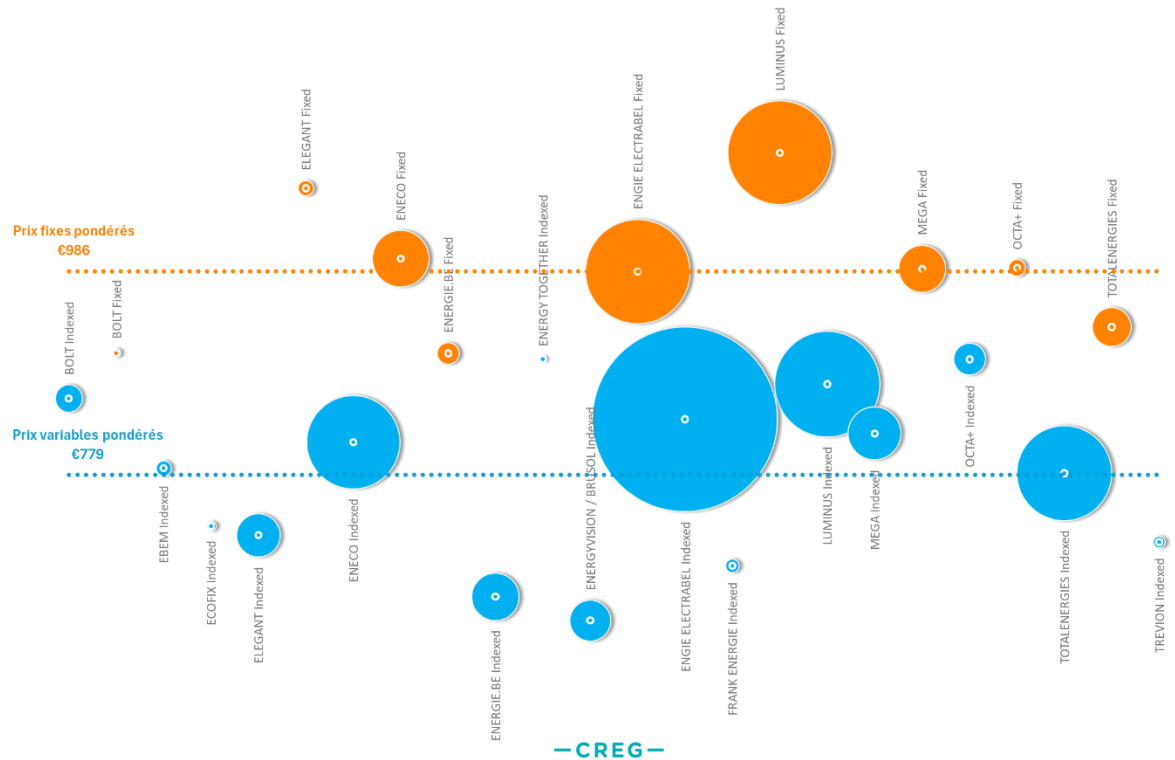 LUMINUS Fixed
ENGIE ELECTRABEL Fixed
ELEGANT Fixed
ENECO Fixed
ENERGY TOGETHER Indexed
MEGA Fixed
OCTA+ Fixed
TOTALENERGIES Fixed
Prix fixes pondérés
€986
ENERGIE.BE Fixed
BOLT Fixed
BOLT Indexed
Prix variables pondérés
€779
ENERGYVISION / BRUSOL Indexed
OCTA+ Indexed
LUMINUS Indexed
MEGA Indexed
EBEM Indexed
ECOFIX Indexed
ELEGANT Indexed
ENECO Indexed
ENERGIE.BE Indexed
ENGIE ELECTRABEL Indexed
FRANK ENERGIE Indexed
TOTALENERGIES Indexed
TREVION Indexed
CREG